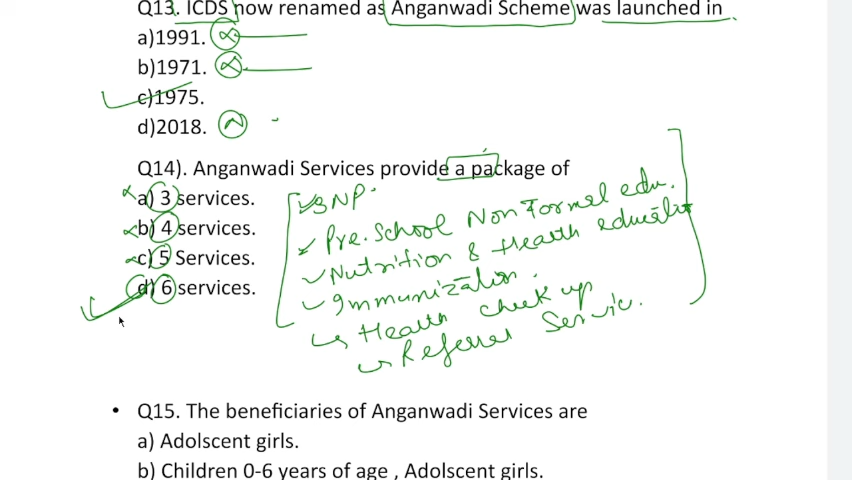 Q13. ICDS now renamed as Anganwadi Scheme was launched in
a)1991.
b)1971.
c)1975.
d)2018.
Q14). Anganwadi Services provide a package of
a) 3 services.
b) 4 services.
c) 5 Services.
d) 6 services.
SNP.
Pre. School Non Formal edu.
Nutrition & Health education
Immunization.
Health check up
Referral Servic.
• Q15. The beneficiaries of Anganwadi Services are
a) Adolscent girls.
b) Children 0-6 years of age , Adolscent girls.